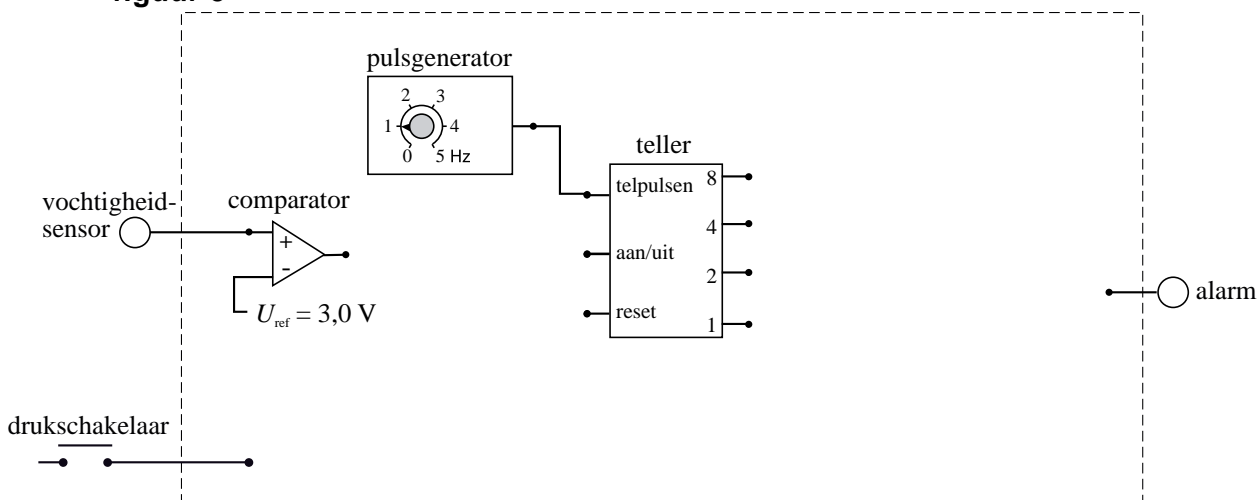 pulsgenerator
2 3
1 4
0 5 Hz
teller
telpulsen 8
vochtigheid-
sensor
comparator
+
-
4
aan/uit
2
reset
1
Uref = 3,0 V
alarm
drukschakelaar